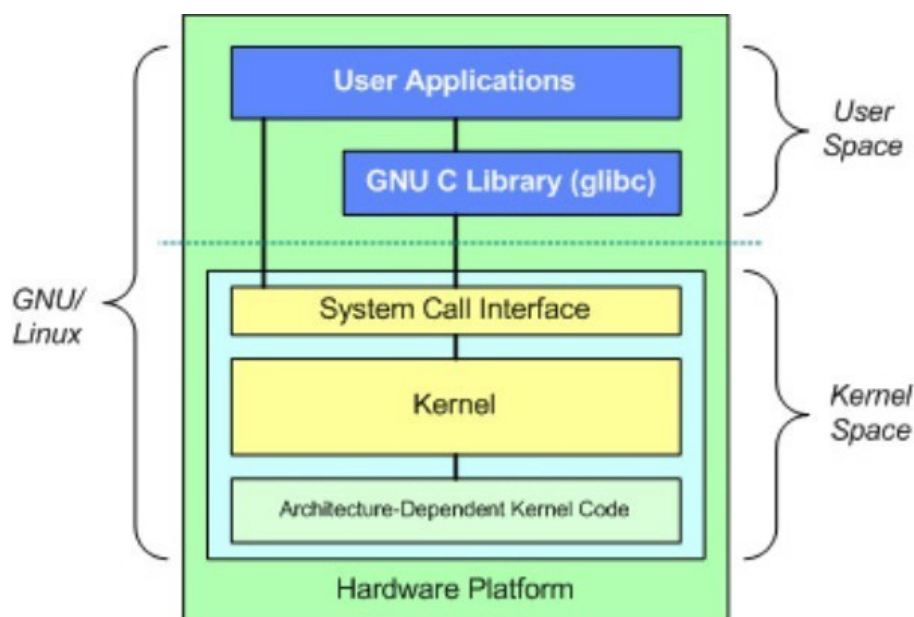 User Applications
User
Space
GNU C Library (glibc)
GNU/
Linux
System Call Interface
Kernel
Kernel
Space
Architecture-Dependent Kernel Code
Hardware Platform